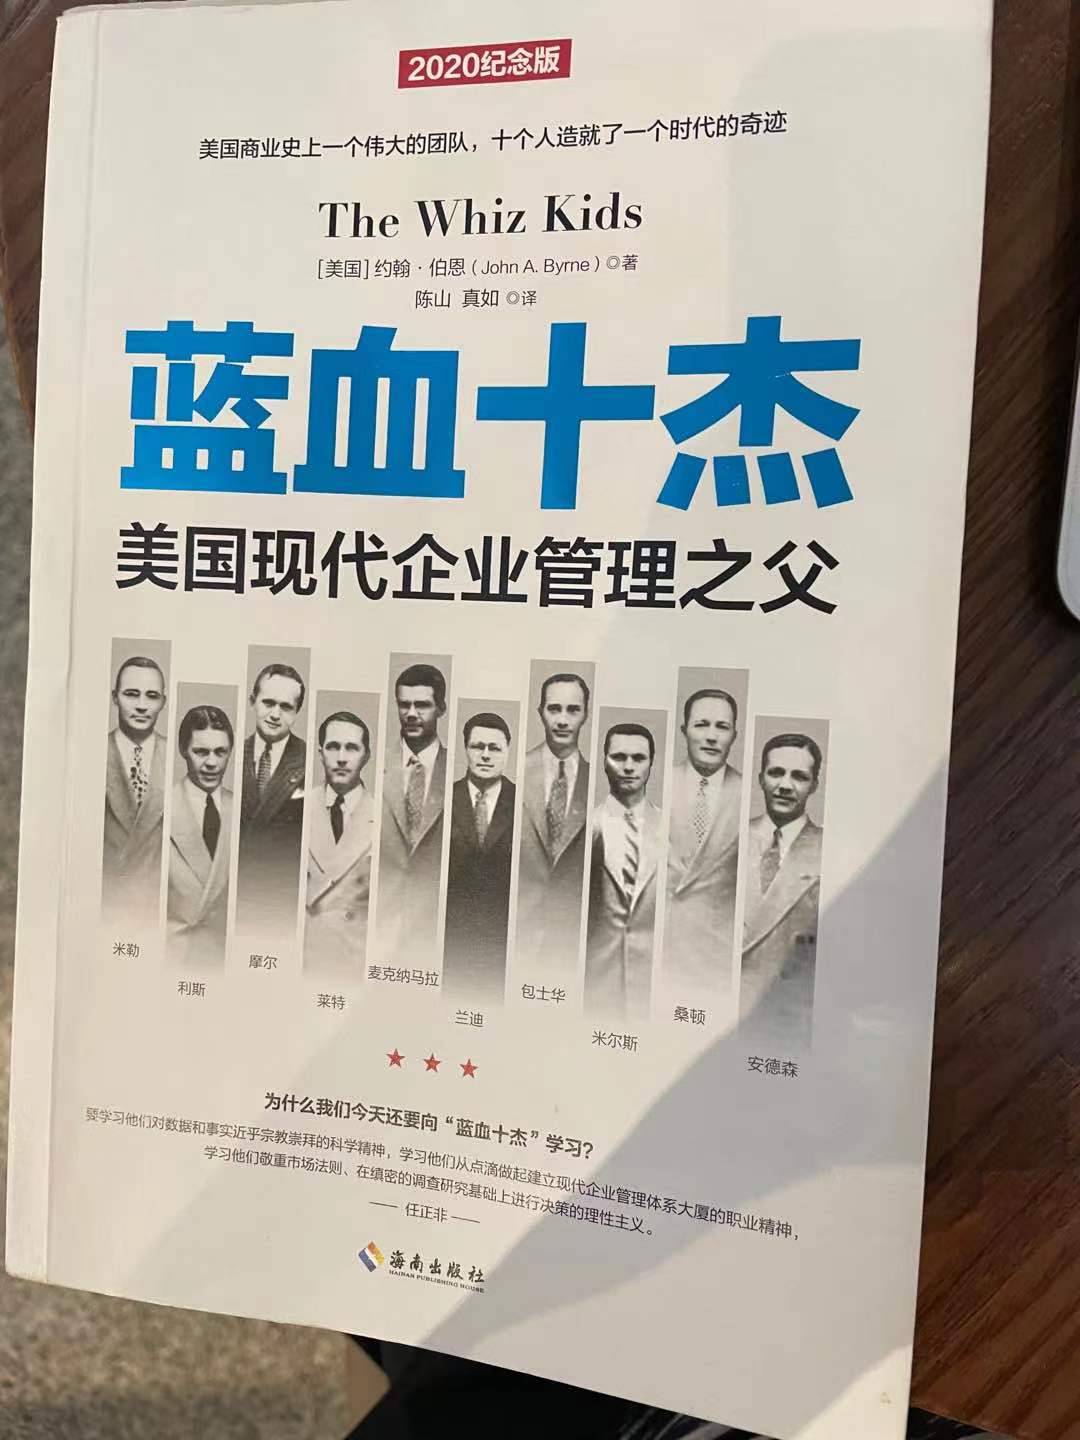 2020纪念版
美国商业史上一个伟大的团队，十个人造就了一个时代的奇迹
The Whiz Kids
[美国] 约翰·伯恩（John A. Byrne）◎著
陈山 真如 ◎译
蓝血十杰
美国现代企业管理之父
米勒
利斯
摩尔
莱特
麦克纳马拉
兰迪
包士华
米尔斯
桑顿
安德森
★ ★ ★
为什么我们今天还要向“蓝血十杰”学习？
要学习他们对数据和事实近乎宗教崇拜的科学精神，学习他们从点滴做起建立现代企业管理体系大厦的职业精神，
学习他们敬重市场法则、在缜密的调查研究基础上进行决策的理性主义。
—— 任正非 ——
海南出版社
HAINAN PUBLISHING HOUSE